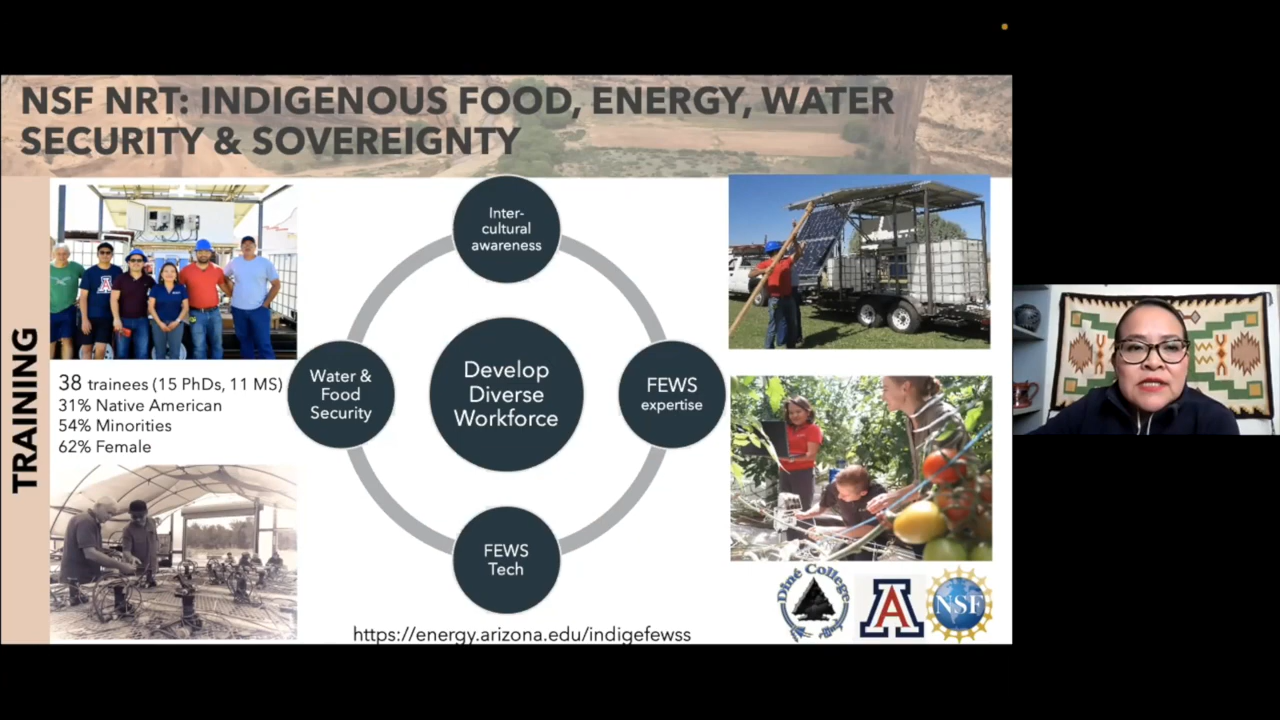 NSF NRT: INDIGENOUS FOOD, ENERGY, WATER
SECURITY & SOVEREIGNTY
TRAINING
38 trainees (15 PhDs, 11 MS)
31% Native American
54% Minorities
62% Female
Inter-
cultural
awareness
Water &
Food
Security
Develop
Diverse
Workforce
FEWS
expertise
FEWS
Tech
https://energy.arizona.edu/indigefewss
Diné College
A
NSF
A